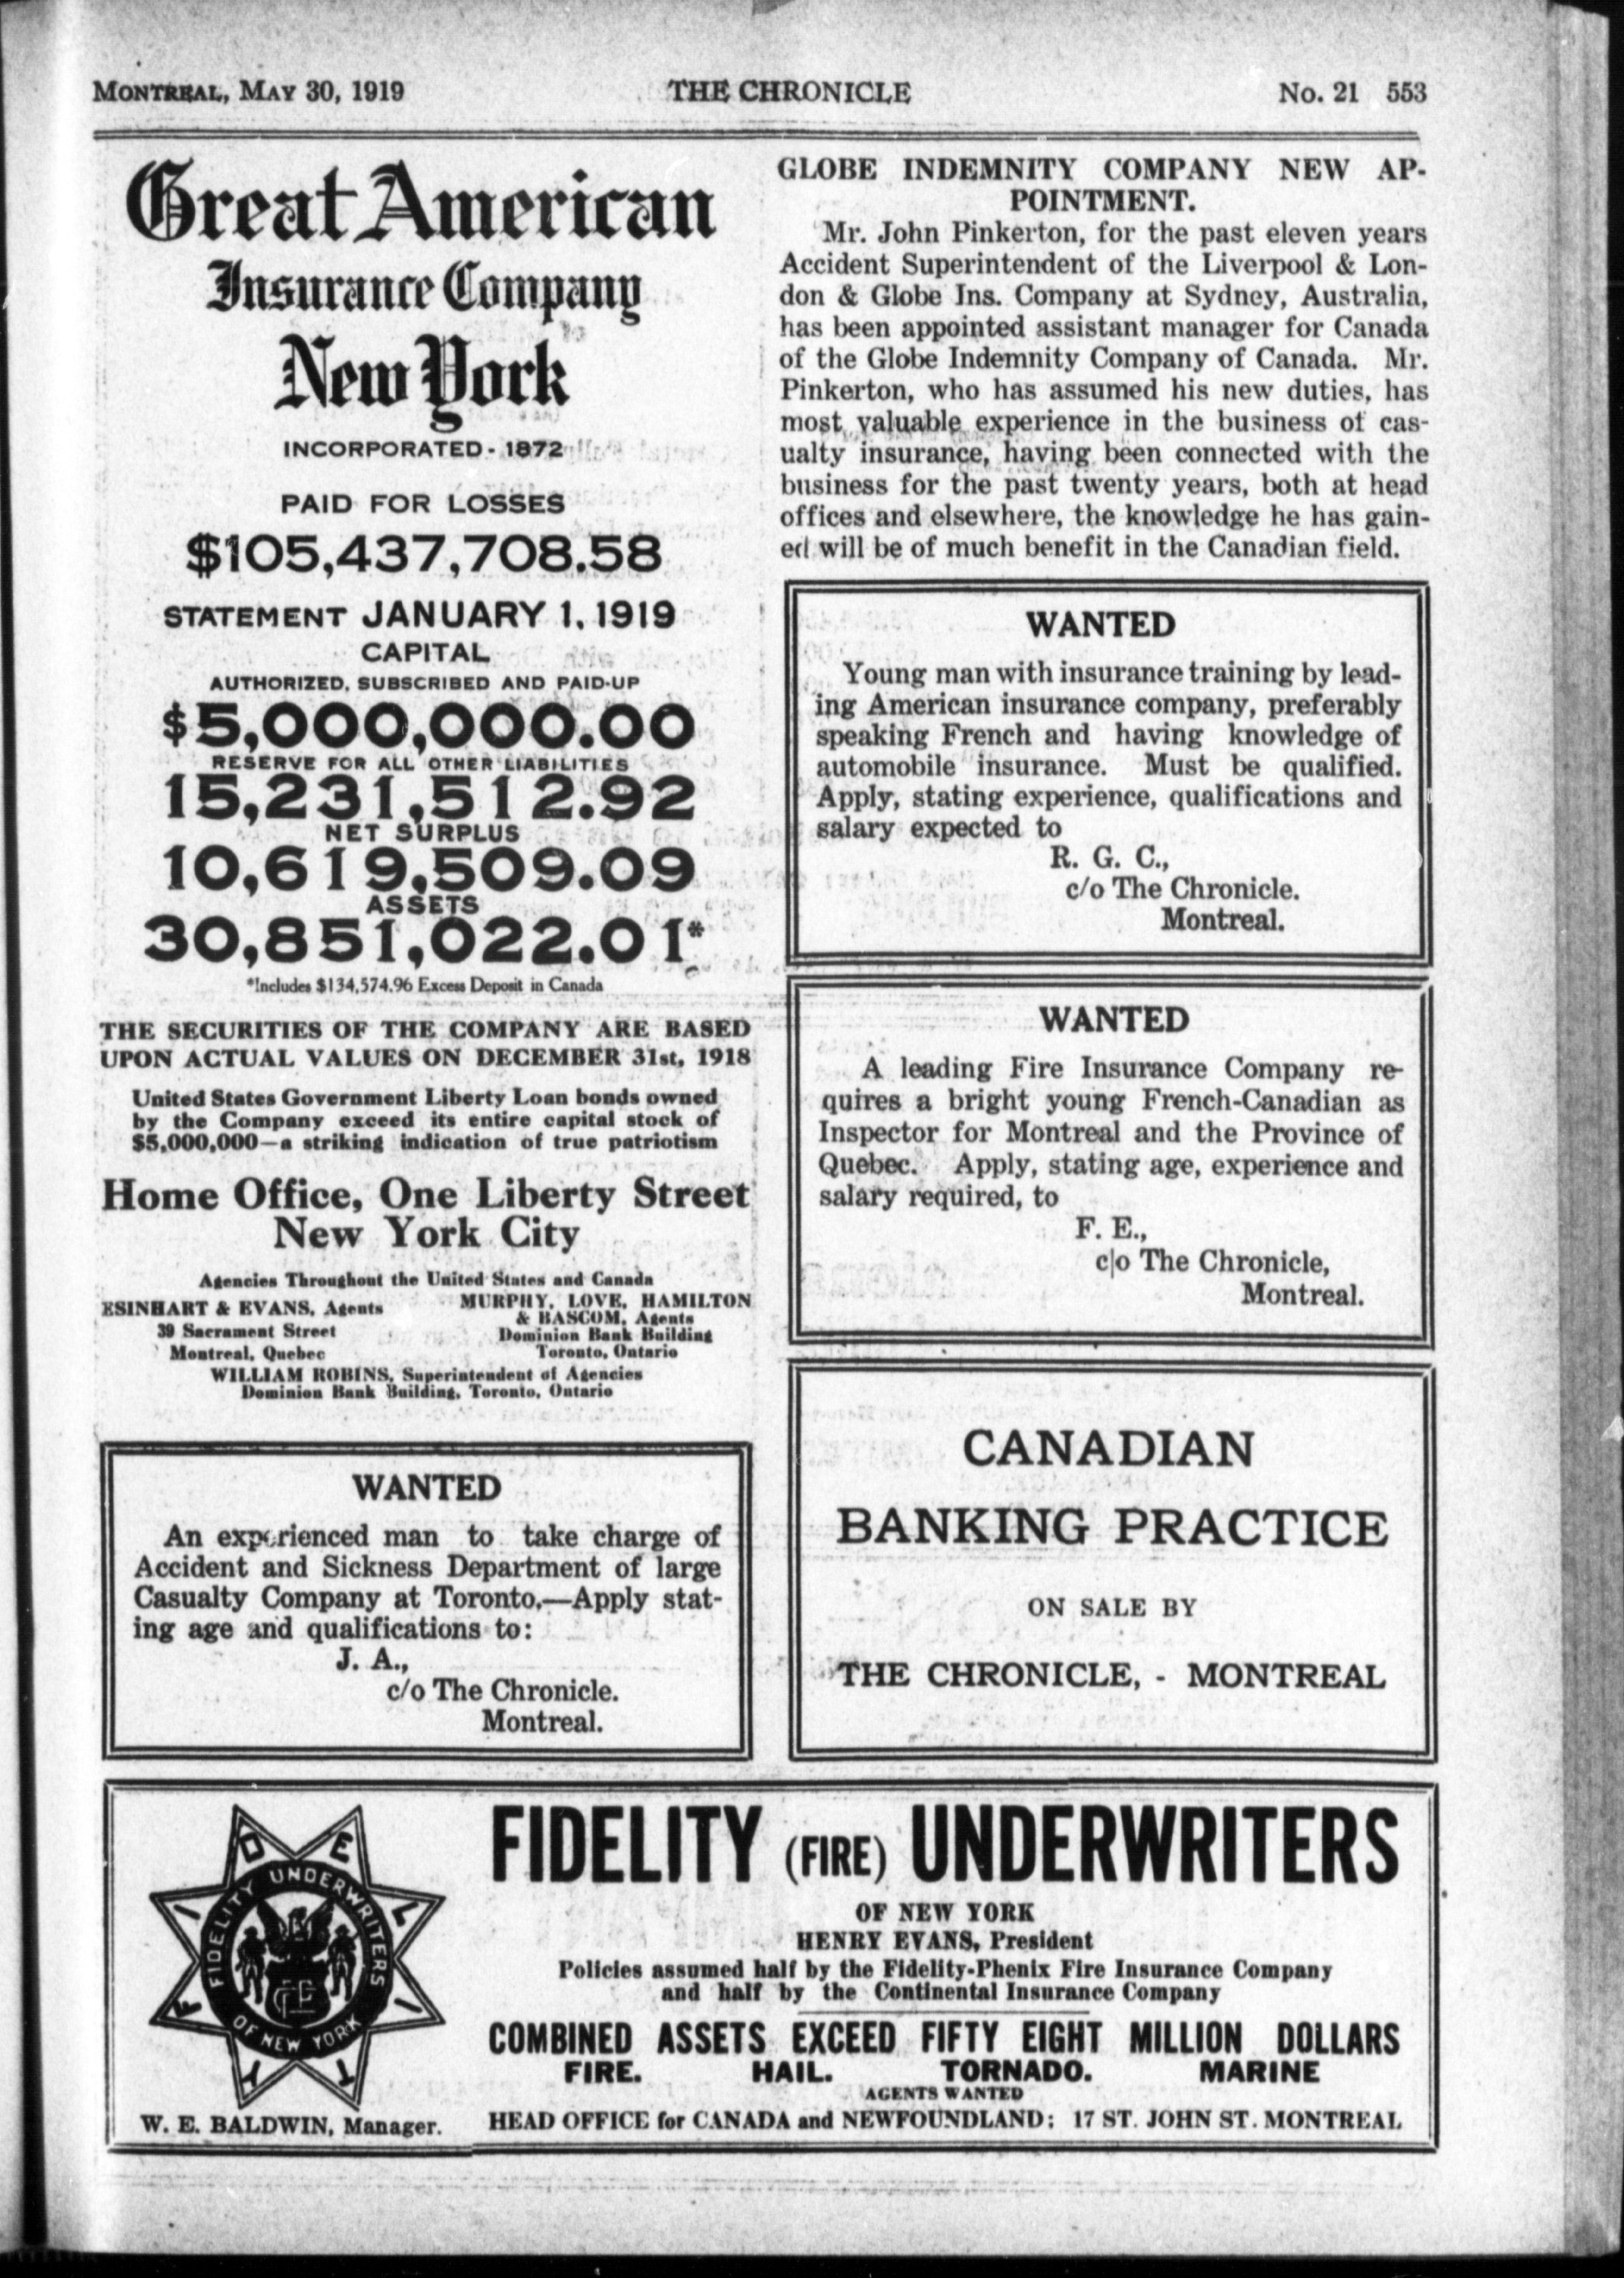 MONTREAL, MAY 30, 1919 THE CHRONICLE No. 21 553
Great American
Insurance Company
New York
INCORPORATED - 1872
PAID FOR LOSSES
$105,437,708.58
STATEMENT JANUARY 1, 1919
CAPITAL
AUTHORIZED, SUBSCRIBED AND PAID-UP
$5,000,000.00
RESERVE FOR ALL OTHER LIABILITIES
15,231,512.92
NET SURPLUS
10,619,509.09
ASSETS
30,851,022.01*
*Includes $134,574.96 Excess Deposit in Canada
THE SECURITIES OF THE COMPANY ARE BASED
UPON ACTUAL VALUES ON DECEMBER 31st, 1918
United States Government Liberty Loan bonds owned
by the Company exceed its entire capital stock of
$5,000,000—a striking indication of true patriotism
Home Office, One Liberty Street
New York City
Agencies Throughout the United States and Canada
ESINHART & EVANS, Agents
39 Sacrament Street
Montreal, Quebec
MURPHY, LOVE, HAMILTON
& BASCOM, Agents
Dominion Bank Building
Toronto, Ontario
WILLIAM ROBINS, Superintendent of Agencies
Dominion Bank Building, Toronto, Ontario
WANTED
An experienced man to take charge of
Accident and Sickness Department of large
Casualty Company at Toronto.—Apply stat-
ing age and qualifications to:
J. A.,
c/o The Chronicle.
Montreal.
GLOBE INDEMNITY COMPANY NEW AP-
POINTMENT.
Mr. John Pinkerton, for the past eleven years
Accident Superintendent of the Liverpool & Lon-
don & Globe Ins. Company at Sydney, Australia,
has been appointed assistant manager for Canada
of the Globe Indemnity Company of Canada. Mr.
Pinkerton, who has assumed his new duties, has
most valuable experience in the business of cas-
ualty insurance, having been connected with the
business for the past twenty years, both at head
offices and elsewhere, the knowledge he has gain-
ed will be of much benefit in the Canadian field.
WANTED
Young man with insurance training by lead-
ing American insurance company, preferably
speaking French and having knowledge of
automobile insurance. Must be qualified.
Apply, stating experience, qualifications and
salary expected to
R. G. C.,
c/o The Chronicle.
Montreal.
WANTED
A leading Fire Insurance Company re-
quires a bright young French-Canadian as
Inspector for Montreal and the Province of
Quebec. Apply, stating age, experience and
salary required, to
F. E.,
c|o The Chronicle,
Montreal.
CANADIAN
BANKING PRACTICE
ON SALE BY
THE CHRONICLE, - MONTREAL
FIDELITY
FIDELITY UNDERWRITERS
OF NEW YORK
W. E. BALDWIN, Manager.
FIDELITY (FIRE) UNDERWRITERS
OF NEW YORK
HENRY EVANS, President
Policies assumed half by the Fidelity-Phenix Fire Insurance Company
and half by the Continental Insurance Company
COMBINED ASSETS EXCEED FIFTY EIGHT MILLION DOLLARS
FIRE. HAIL. TORNADO. MARINE
AGENTS WANTED
HEAD OFFICE for CANADA and NEWFOUNDLAND: 17 ST. JOHN ST. MONTREAL